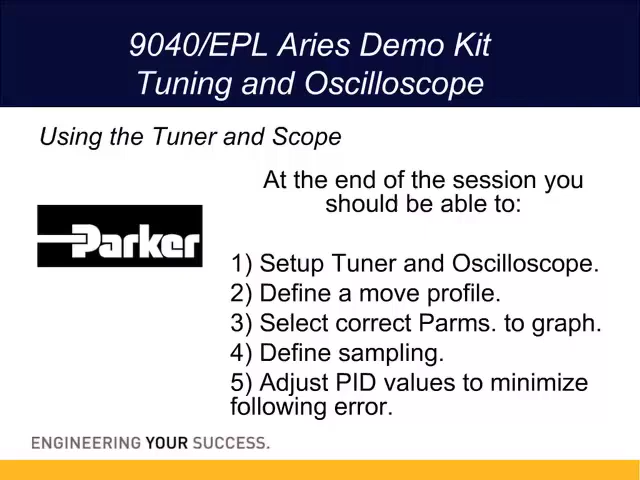 9040/EPL Aries Demo Kit
Tuning and Oscilloscope
Using the Tuner and Scope
At the end of the session you
should be able to:
Parker
1) Setup Tuner and Oscilloscope.
2) Define a move profile.
3) Select correct Parms. to graph.
4) Define sampling.
5) Adjust PID values to minimize
following error.
ENGINEERING YOUR SUCCESS.